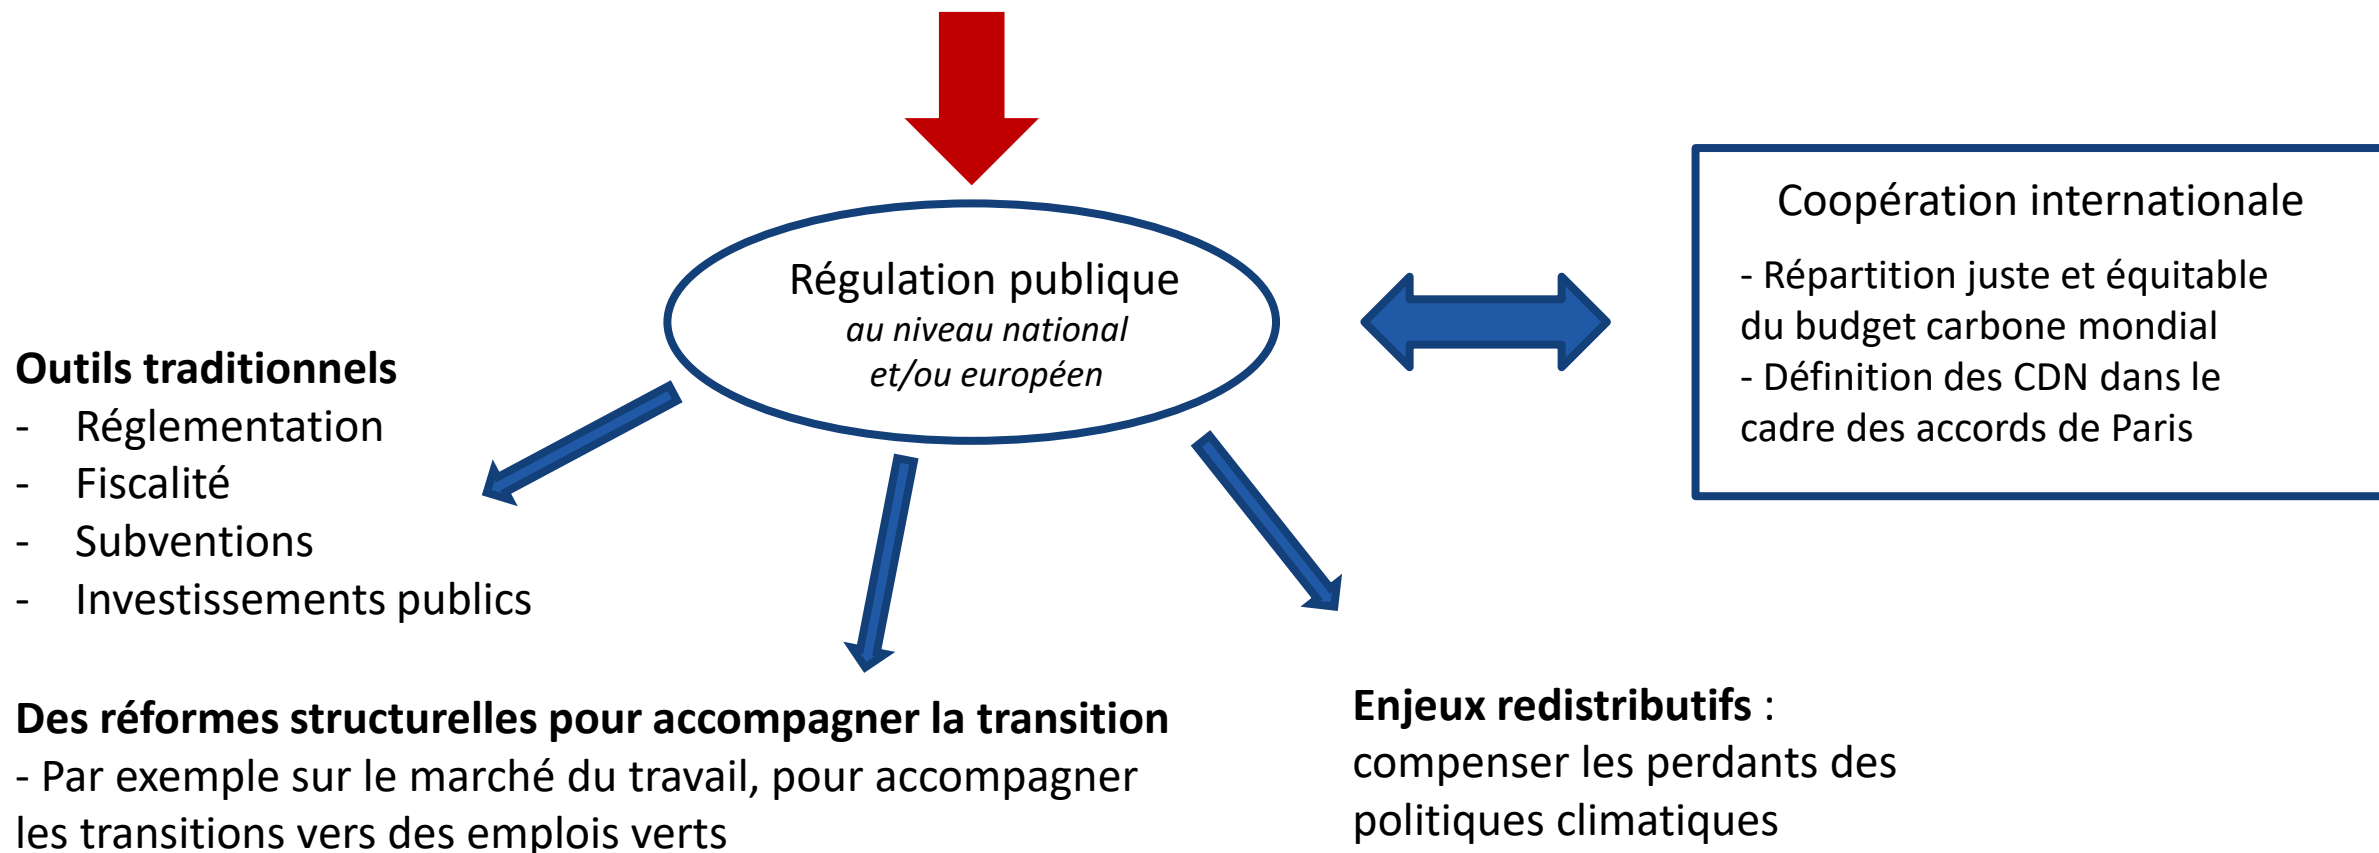 Régulation publique
au niveau national
et/ou européen
Coopération internationale
- Répartition juste et équitable
du budget carbone mondial
- Définition des CDN dans le
cadre des accords de Paris
Outils traditionnels
- Réglementation
- Fiscalité
- Subventions
- Investissements publics
Des réformes structurelles pour accompagner la transition
- Par exemple sur le marché du travail, pour accompagner
les transitions vers des emplois verts
Enjeux redistributifs :
compenser les perdants des
politiques climatiques